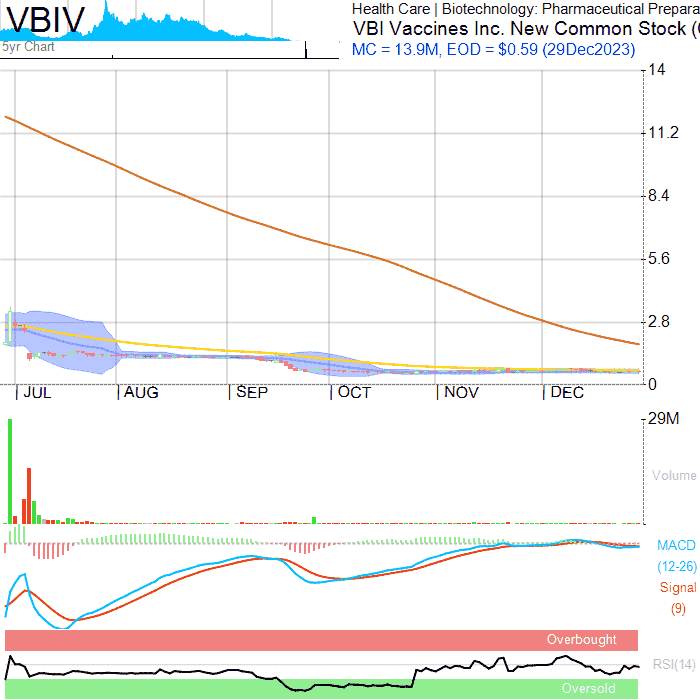 VBIV
5yr Chart
Health Care | Biotechnology: Pharmaceutical Prepara
VBI Vaccines Inc. New Common Stock (
MC = 13.9M, EOD = $0.59 (29Dec2023)
14
11.2
8.4
5.6
2.8
0
JUL AUG SEP OCT NOV DEC
29M
Volume
MACD
(12-26)
Signal
(9)
Overbought
RSI(14)
Oversold